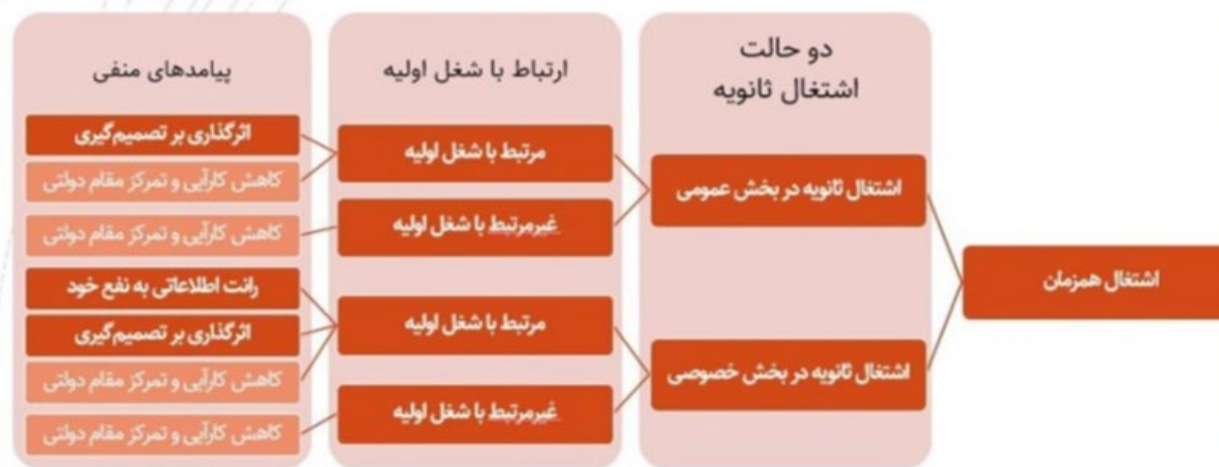 دو حالت
اشتغال ثانویه
ارتباط با شغل اولیه
پیامدهای منفی
اشتغال همزمان
اشتغال ثانویه در بخش عمومی
مرتبط با شغل اولیه
اثرگذاری بر تصمیم‌گیری
کاهش کارآیی و تمرکز مقام دولتی
غیرمرتبط با شغل اولیه
کاهش کارآیی و تمرکز مقام دولتی
اشتغال ثانویه در بخش خصوصی
مرتبط با شغل اولیه
رانت اطلاعاتی به نفع خود
اثرگذاری بر تصمیم‌گیری
کاهش کارآیی و تمرکز مقام دولتی
غیرمرتبط با شغل اولیه
کاهش کارآیی و تمرکز مقام دولتی